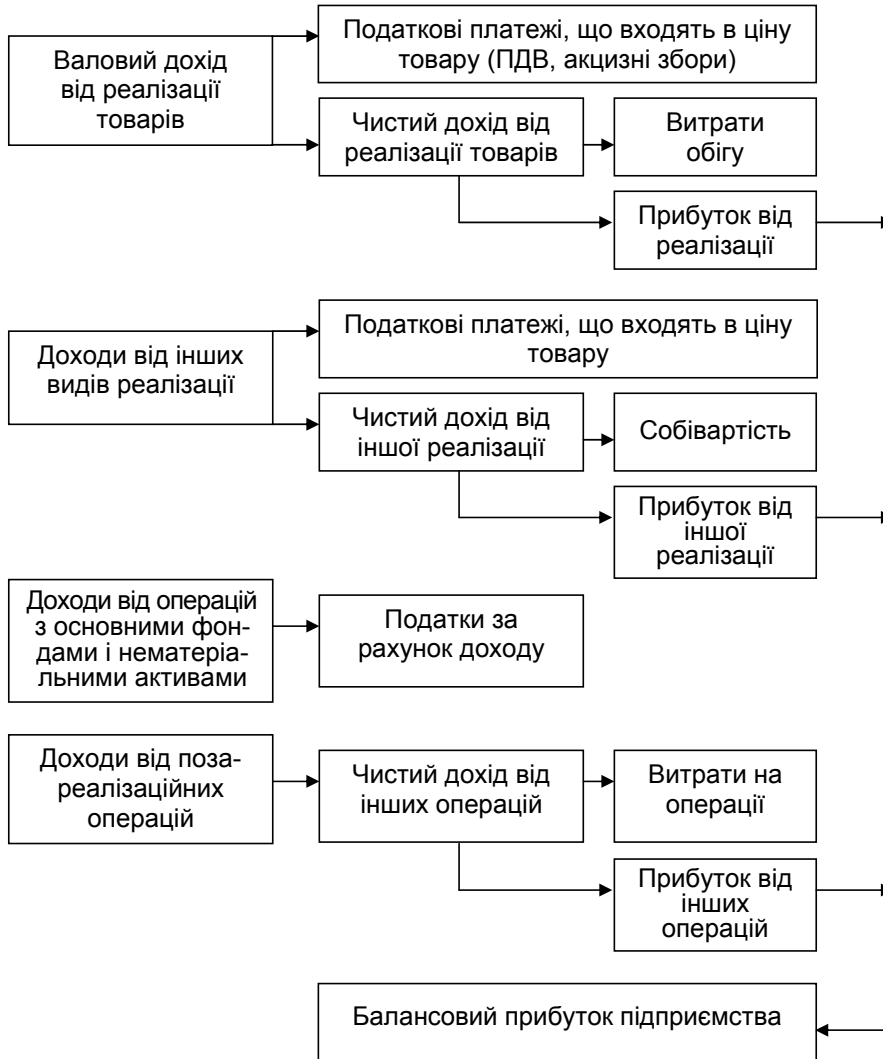 Валовий дохід
від реалізації
товарів
Податкові платежі, що входять в ціну
товару (ПДВ, акцизні збори)
Чистий дохід від
реалізації товарів
Витрати
обігу
Прибуток від
реалізації
Доходи від інших
видів реалізації
Податкові платежі, що входять в ціну
товару
Чистий дохід від
іншої реалізації
Собівартість
Прибуток від
іншої
реалізації
Доходи від операцій
з основними фон-
дами і нематеріа-
льними активами
Податки за
рахунок доходу
Доходи від поза-
реалізаційних
операцій
Чистий дохід від
інших операцій
Витрати на
операції
Прибуток від
інших
операцій
Балансовий прибуток підприємства